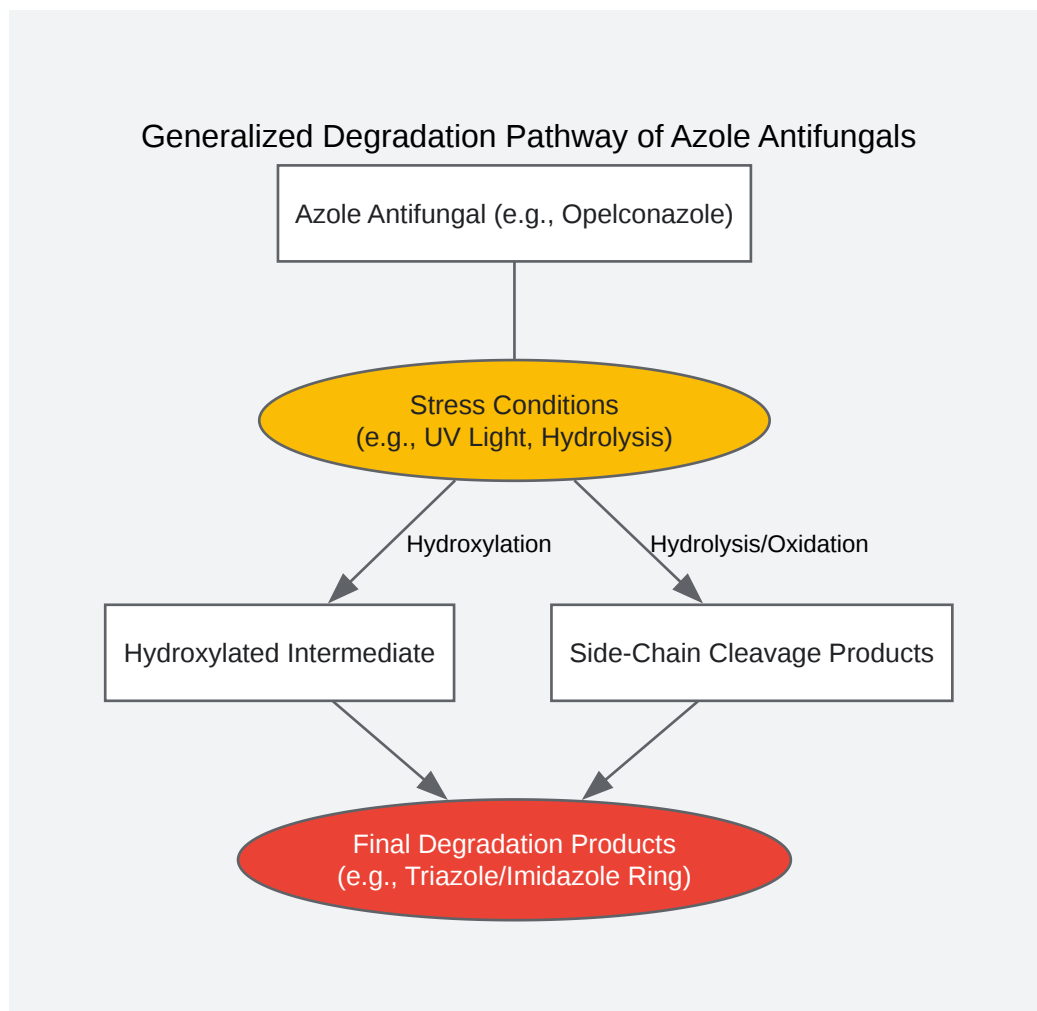 Generalized Degradation Pathway of Azole Antifungals
Azole Antifungal (e.g., Opelconazole)
Stress Conditions
(e.g., UV Light, Hydrolysis)
Hydroxylation
Hydrolysis/Oxidation
Hydroxylated Intermediate
Side-Chain Cleavage Products
Final Degradation Products
(e.g., Triazole/Imidazole Ring)